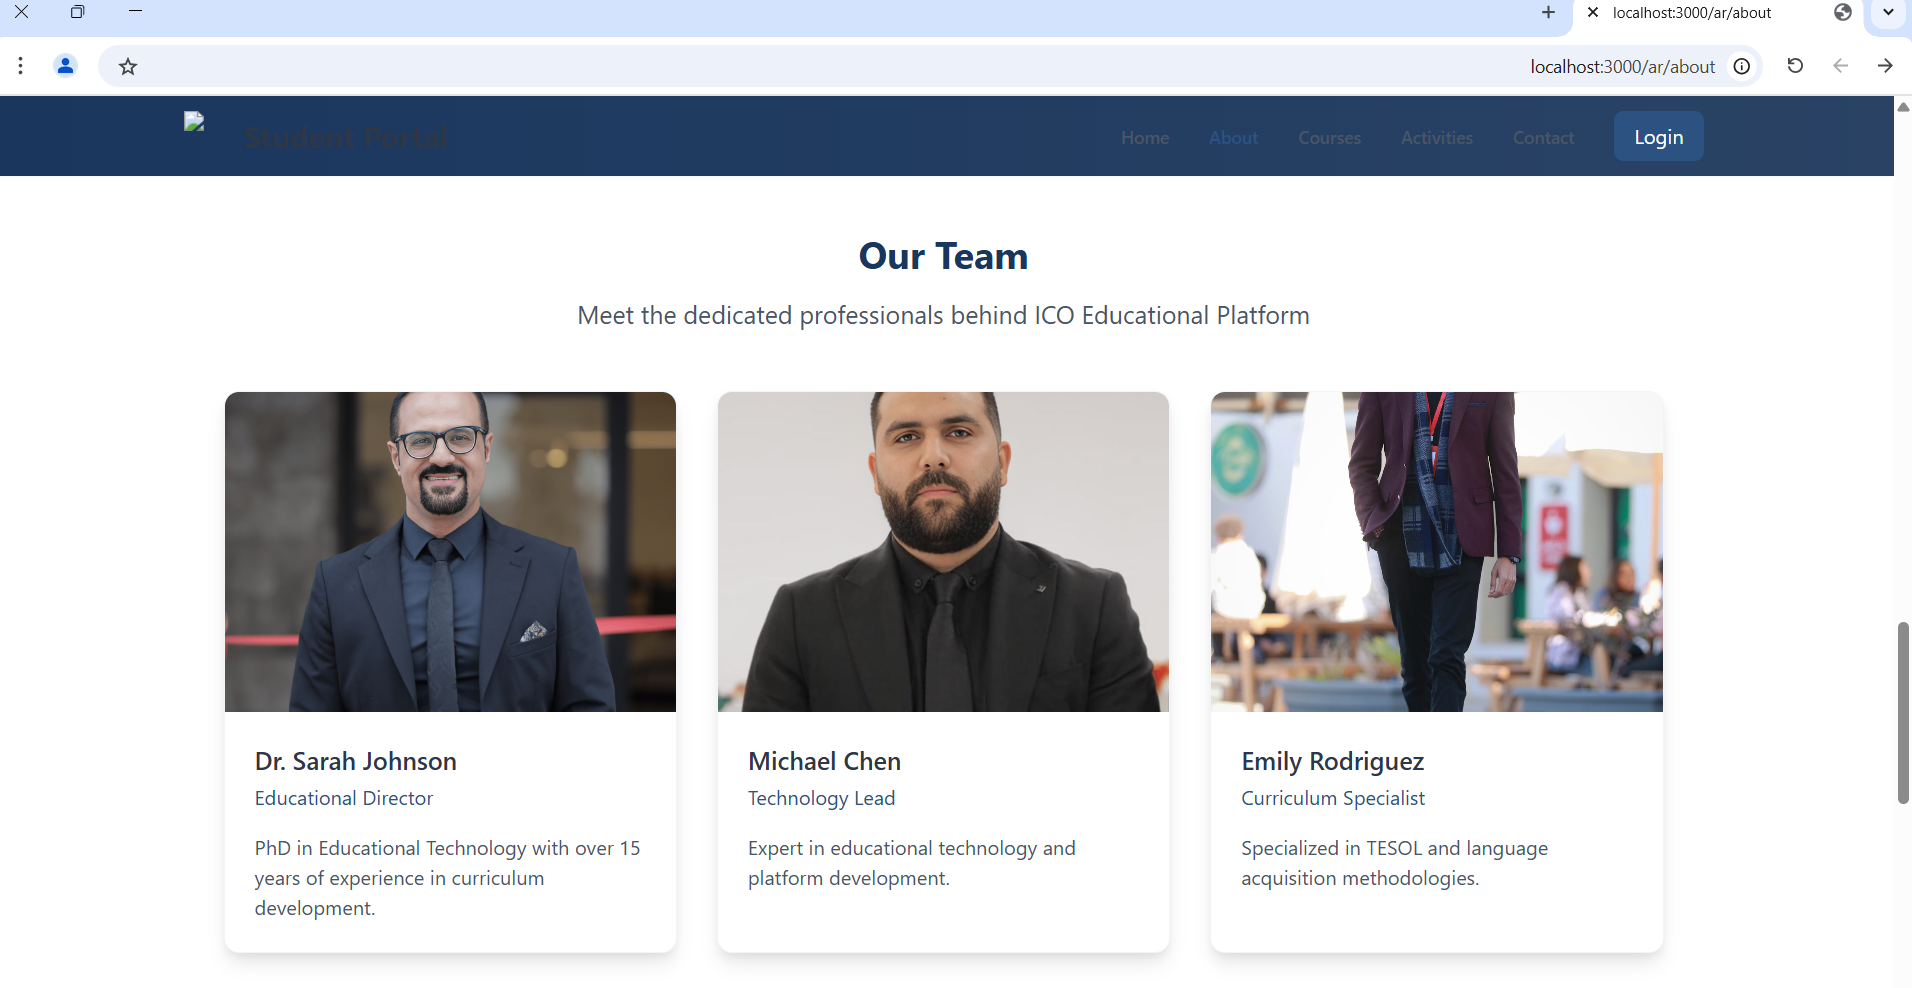 localhost:3000/ar/about
localhost:3000/ar/about
Student Portal
Home
About
Courses
Activities
Contact
Login
Our Team
Meet the dedicated professionals behind ICO Educational Platform
Dr. Sarah Johnson
Educational Director
PhD in Educational Technology with over 15
years of experience in curriculum
development.
Michael Chen
Technology Lead
Expert in educational technology and
platform development.
Emily Rodriguez
Curriculum Specialist
Specialized in TESOL and language
acquisition methodologies.